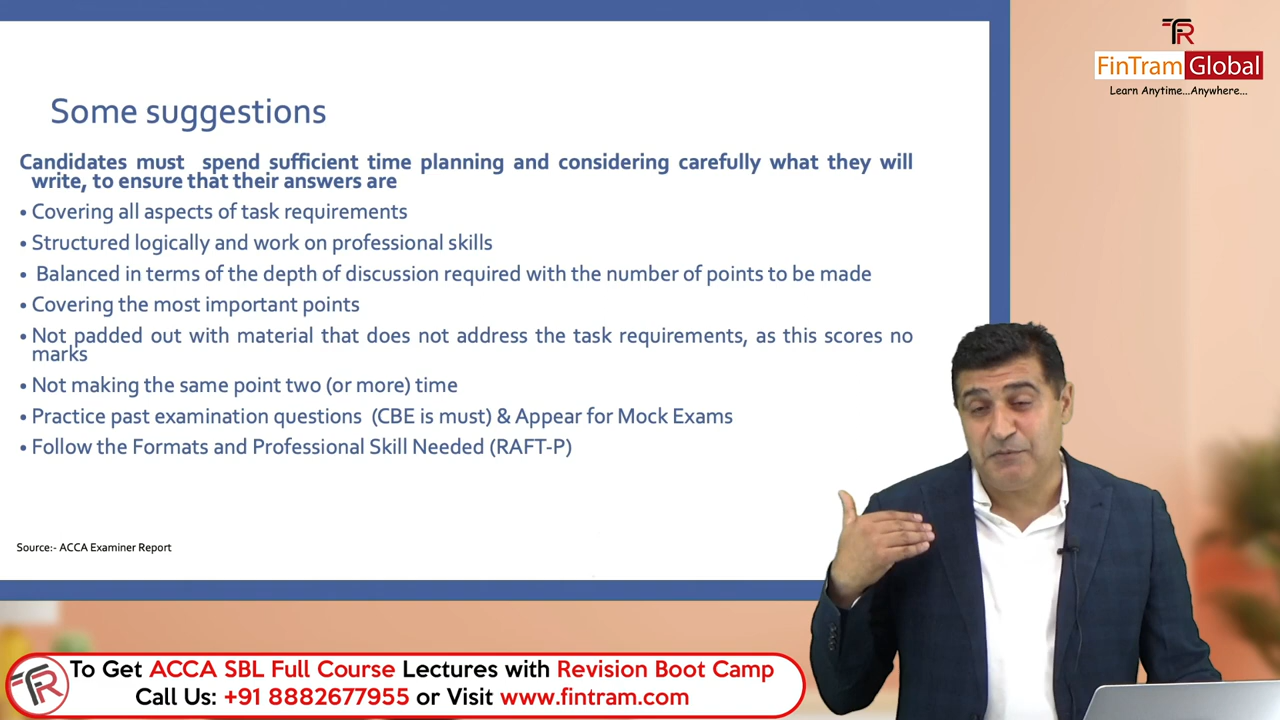 FinTram Global
Learn Anytime...Anywhere...
Some suggestions
Candidates must spend sufficient time planning and considering carefully what they will
write, to ensure that their answers are
• Covering all aspects of task requirements
• Structured logically and work on professional skills
• Balanced in terms of the depth of discussion required with the number of points to be made
• Covering the most important points
• Not padded out with material that does not address the task requirements, as this scores no
marks
• Not making the same point two (or more) time
• Practice past examination questions (CBE is must) & Appear for Mock Exams
• Follow the Formats and Professional Skill Needed (RAFT-P)
Source:- ACCA Examiner Report
To Get ACCA SBL Full Course Lectures with Revision Boot Camp
Call Us: +91 8882677955 or Visit www.fintram.com